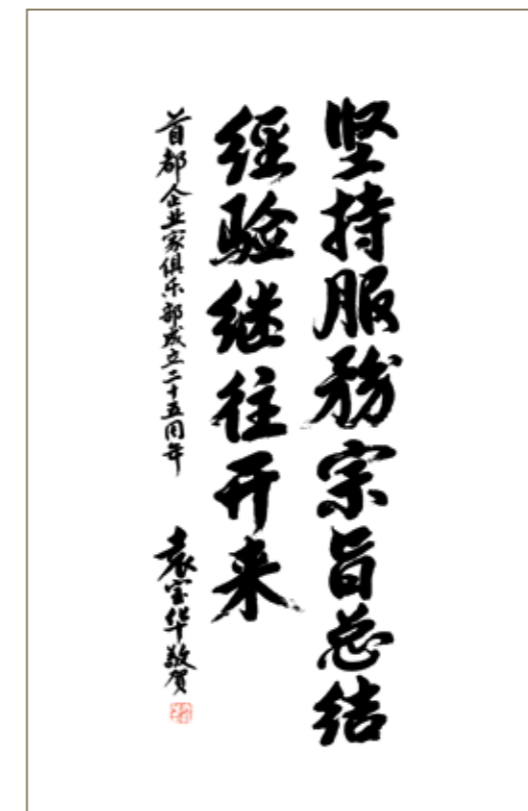 坚持服務宗旨总结
经验继往开来
首都企业家俱乐部成立二十五周年
袁宝华敬贺